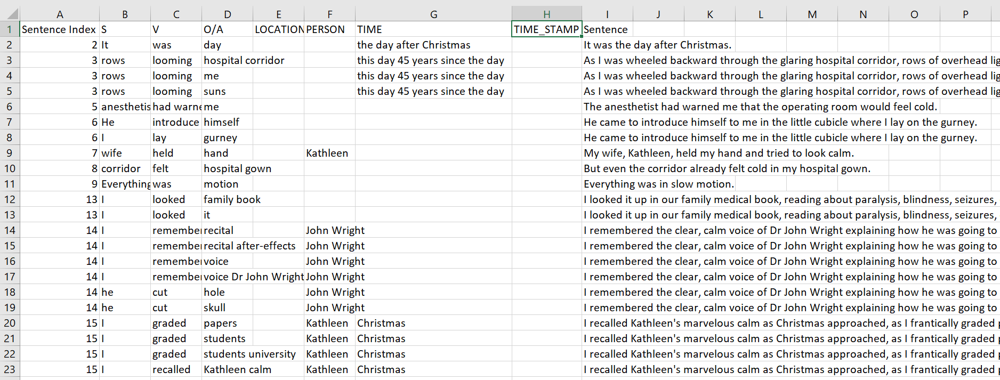 A B C D E F G H I J K L M N O P
1 Sentence Index S V O/A LOCATION PERSON TIME TIME_STAMP Sentence
2 2 It was day the day after Christmas It was the day after Christmas.
3 3 rows looming hospital corridor this day 45 years since the day As I was wheeled backward through the glaring hospital corridor, rows of overhead lig
4 3 rows looming me this day 45 years since the day As I was wheeled backward through the glaring hospital corridor, rows of overhead lig
5 3 rows looming suns this day 45 years since the day As I was wheeled backward through the glaring hospital corridor, rows of overhead lig
6 5 anesthetis had warne me The anesthetist had warned me that the operating room would feel cold.
7 6 He introduce himself He came to introduce himself to me in the little cubicle where I lay on the gurney.
8 6 I lay gurney He came to introduce himself to me in the little cubicle where I lay on the gurney.
9 7 wife held hand Kathleen My wife, Kathleen, held my hand and tried to look calm.
10 8 corridor felt hospital gown But even the corridor already felt cold in my hospital gown.
11 9 Everything was motion Everything was in slow motion.
12 13 I looked family book I looked it up in our family medical book, reading about paralysis, blindness, seizures,
13 13 I looked it I looked it up in our family medical book, reading about paralysis, blindness, seizures,
14 14 I remember recital John Wright I remembered the clear, calm voice of Dr John Wright explaining how he was going to
15 14 I remember recital after-effects John Wright I remembered the clear, calm voice of Dr John Wright explaining how he was going to
16 14 I remember voice John Wright I remembered the clear, calm voice of Dr John Wright explaining how he was going to
17 14 I remember voice Dr John Wright John Wright I remembered the clear, calm voice of Dr John Wright explaining how he was going to
18 14 he cut hole John Wright I remembered the clear, calm voice of Dr John Wright explaining how he was going to
19 14 he cut skull John Wright I remembered the clear, calm voice of Dr John Wright explaining how he was going to
20 15 I graded papers Kathleen Christmas I recalled Kathleen's marvelous calm as Christmas approached, as I frantically graded
21 15 I graded students Kathleen Christmas I recalled Kathleen's marvelous calm as Christmas approached, as I frantically graded
22 15 I graded students university Kathleen Christmas I recalled Kathleen's marvelous calm as Christmas approached, as I frantically graded
23 15 I recalled Kathleen calm Kathleen Christmas I recalled Kathleen's marvelous calm as Christmas approached, as I frantically graded